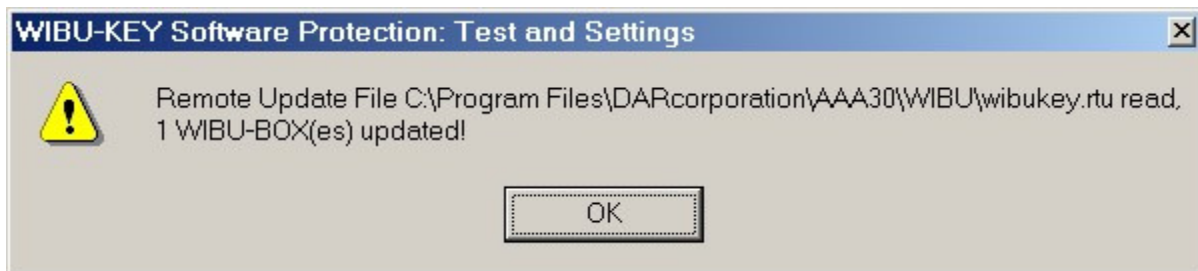 WIBU-KEY Software Protection: Test and Settings
Remote Update File C:\Program Files\DARcorporation\AAA30\WIBU\wibukey.rtu read,
1 WIBU-BOX(es) updated!
OK